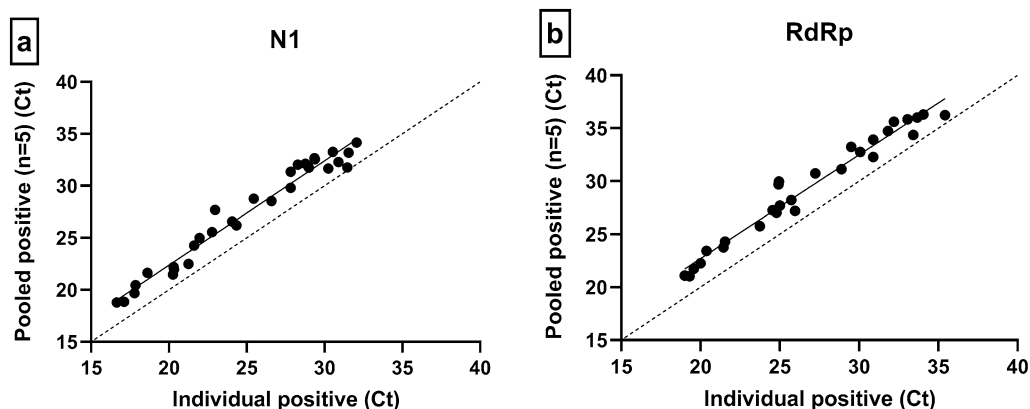 a
N1
Pooled positive (n=5) (Ct)
40
35
30
25
20
15
15 20 25 30 35 40
Individual positive (Ct)
b
RdRp
Pooled positive (n=5) (Ct)
40
35
30
25
20
15
15 20 25 30 35 40
Individual positive (Ct)